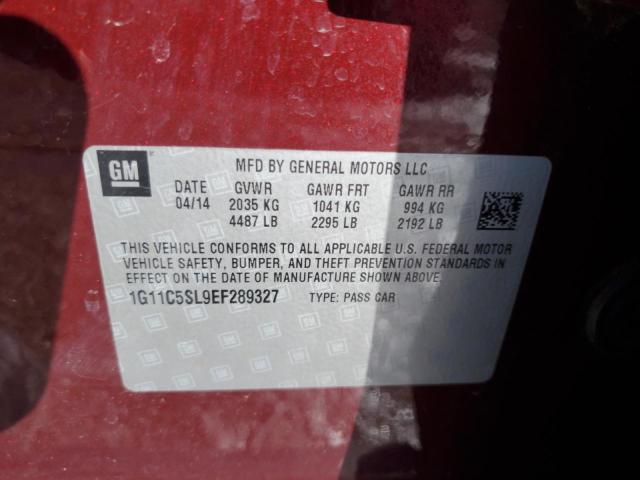 GM
MFD BY GENERAL MOTORS LLC
DATE GVWR GAWR FRT GAWR RR
04/14 2035 KG 1041 KG 994 KG
4487 LB 2295 LB 2192 LB
THIS VEHICLE CONFORMS TO ALL APPLICABLE U.S. FEDERAL MOTOR
VEHICLE SAFETY, BUMPER, AND THEFT PREVENTION STANDARDS IN
EFFECT ON THE DATE OF MANUFACTURE SHOWN ABOVE.
1G11C5SL9EF289327 TYPE: PASS CAR